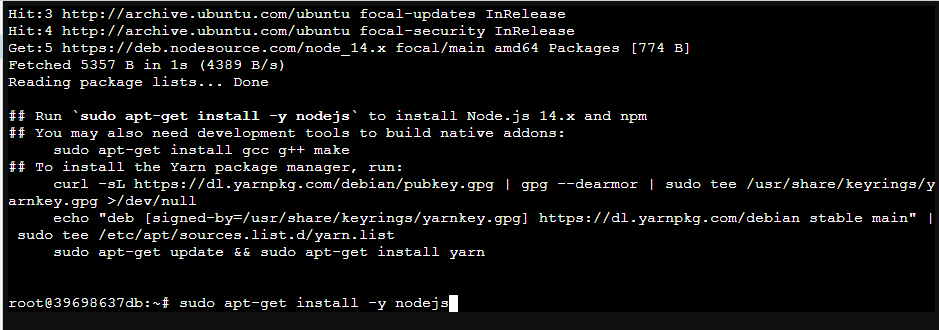 Hit:3 http://archive.ubuntu.com/ubuntu focal-updates InRelease
Hit:4 http://archive.ubuntu.com/ubuntu focal-security InRelease
Get:5 https://deb.nodesource.com/node_14.x focal/main amd64 Packages [774 B]
Fetched 5357 B in 1s (4389 B/s)
Reading package lists... Done

## Run `sudo apt-get install -y nodejs` to install Node.js 14.x and npm
## You may also need development tools to build native addons:
     sudo apt-get install gcc g++ make
## To install the Yarn package manager, run:
     curl -sL https://dl.yarnpkg.com/debian/pubkey.gpg | gpg --dearmor | sudo tee /usr/share/keyrings/y
arnkey.gpg >/dev/null
     echo "deb [signed-by=/usr/share/keyrings/yarnkey.gpg] https://dl.yarnpkg.com/debian stable main" |
 sudo tee /etc/apt/sources.list.d/yarn.list
     sudo apt-get update && sudo apt-get install yarn

root@39698637db:~# sudo apt-get install -y nodejs